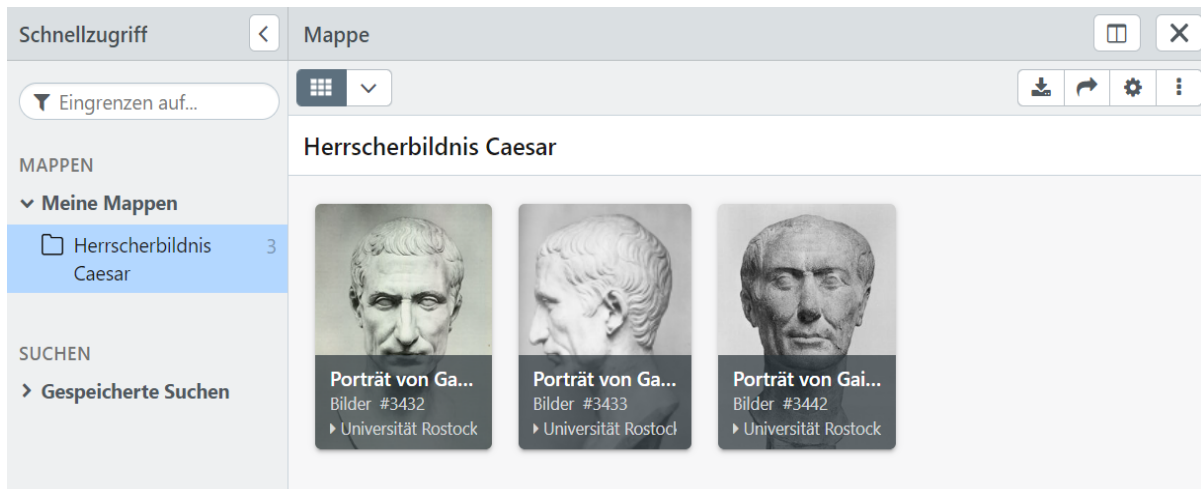 Schnellzugriff
Mappe
Eingrenzen auf...
MAPPEN
Meine Mappen
Herrscherbildnis 3
Caesar
SUCHEN
Gespeicherte Suchen
Herrscherbildnis Caesar
Porträt von Ga...
Bilder #3432
Universität Rostock
Porträt von Ga...
Bilder #3433
Universität Rostock
Porträt von Gai...
Bilder #3442
Universität Rostock